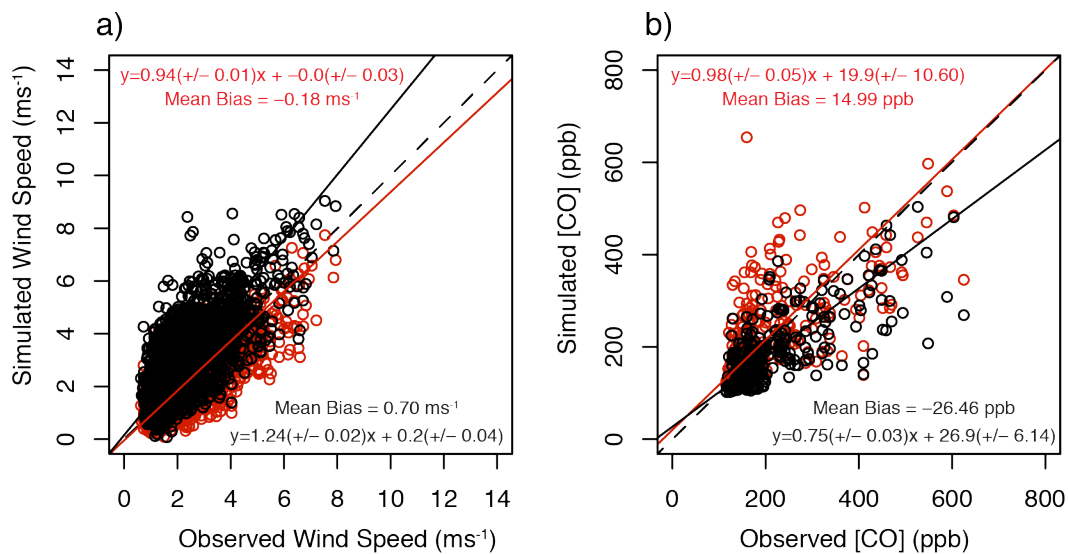 a)
y=0.94(+/− 0.01)x + −0.0(+/− 0.03)
Mean Bias = −0.18 ms⁻¹
Mean Bias = 0.70 ms⁻¹
y=1.24(+/− 0.02)x + 0.2(+/− 0.04)
Simulated Wind Speed (ms⁻¹)
14
12
10
8
6
4
2
0
0 2 4 6 8 10 12 14
Observed Wind Speed (ms⁻¹)
b)
y=0.98(+/− 0.05)x + 19.9(+/− 10.60)
Mean Bias = 14.99 ppb
Mean Bias = −26.46 ppb
y=0.75(+/− 0.03)x + 26.9(+/− 6.14)
Simulated [CO] (ppb)
800
600
400
200
0
0 200 400 600 800
Observed [CO] (ppb)